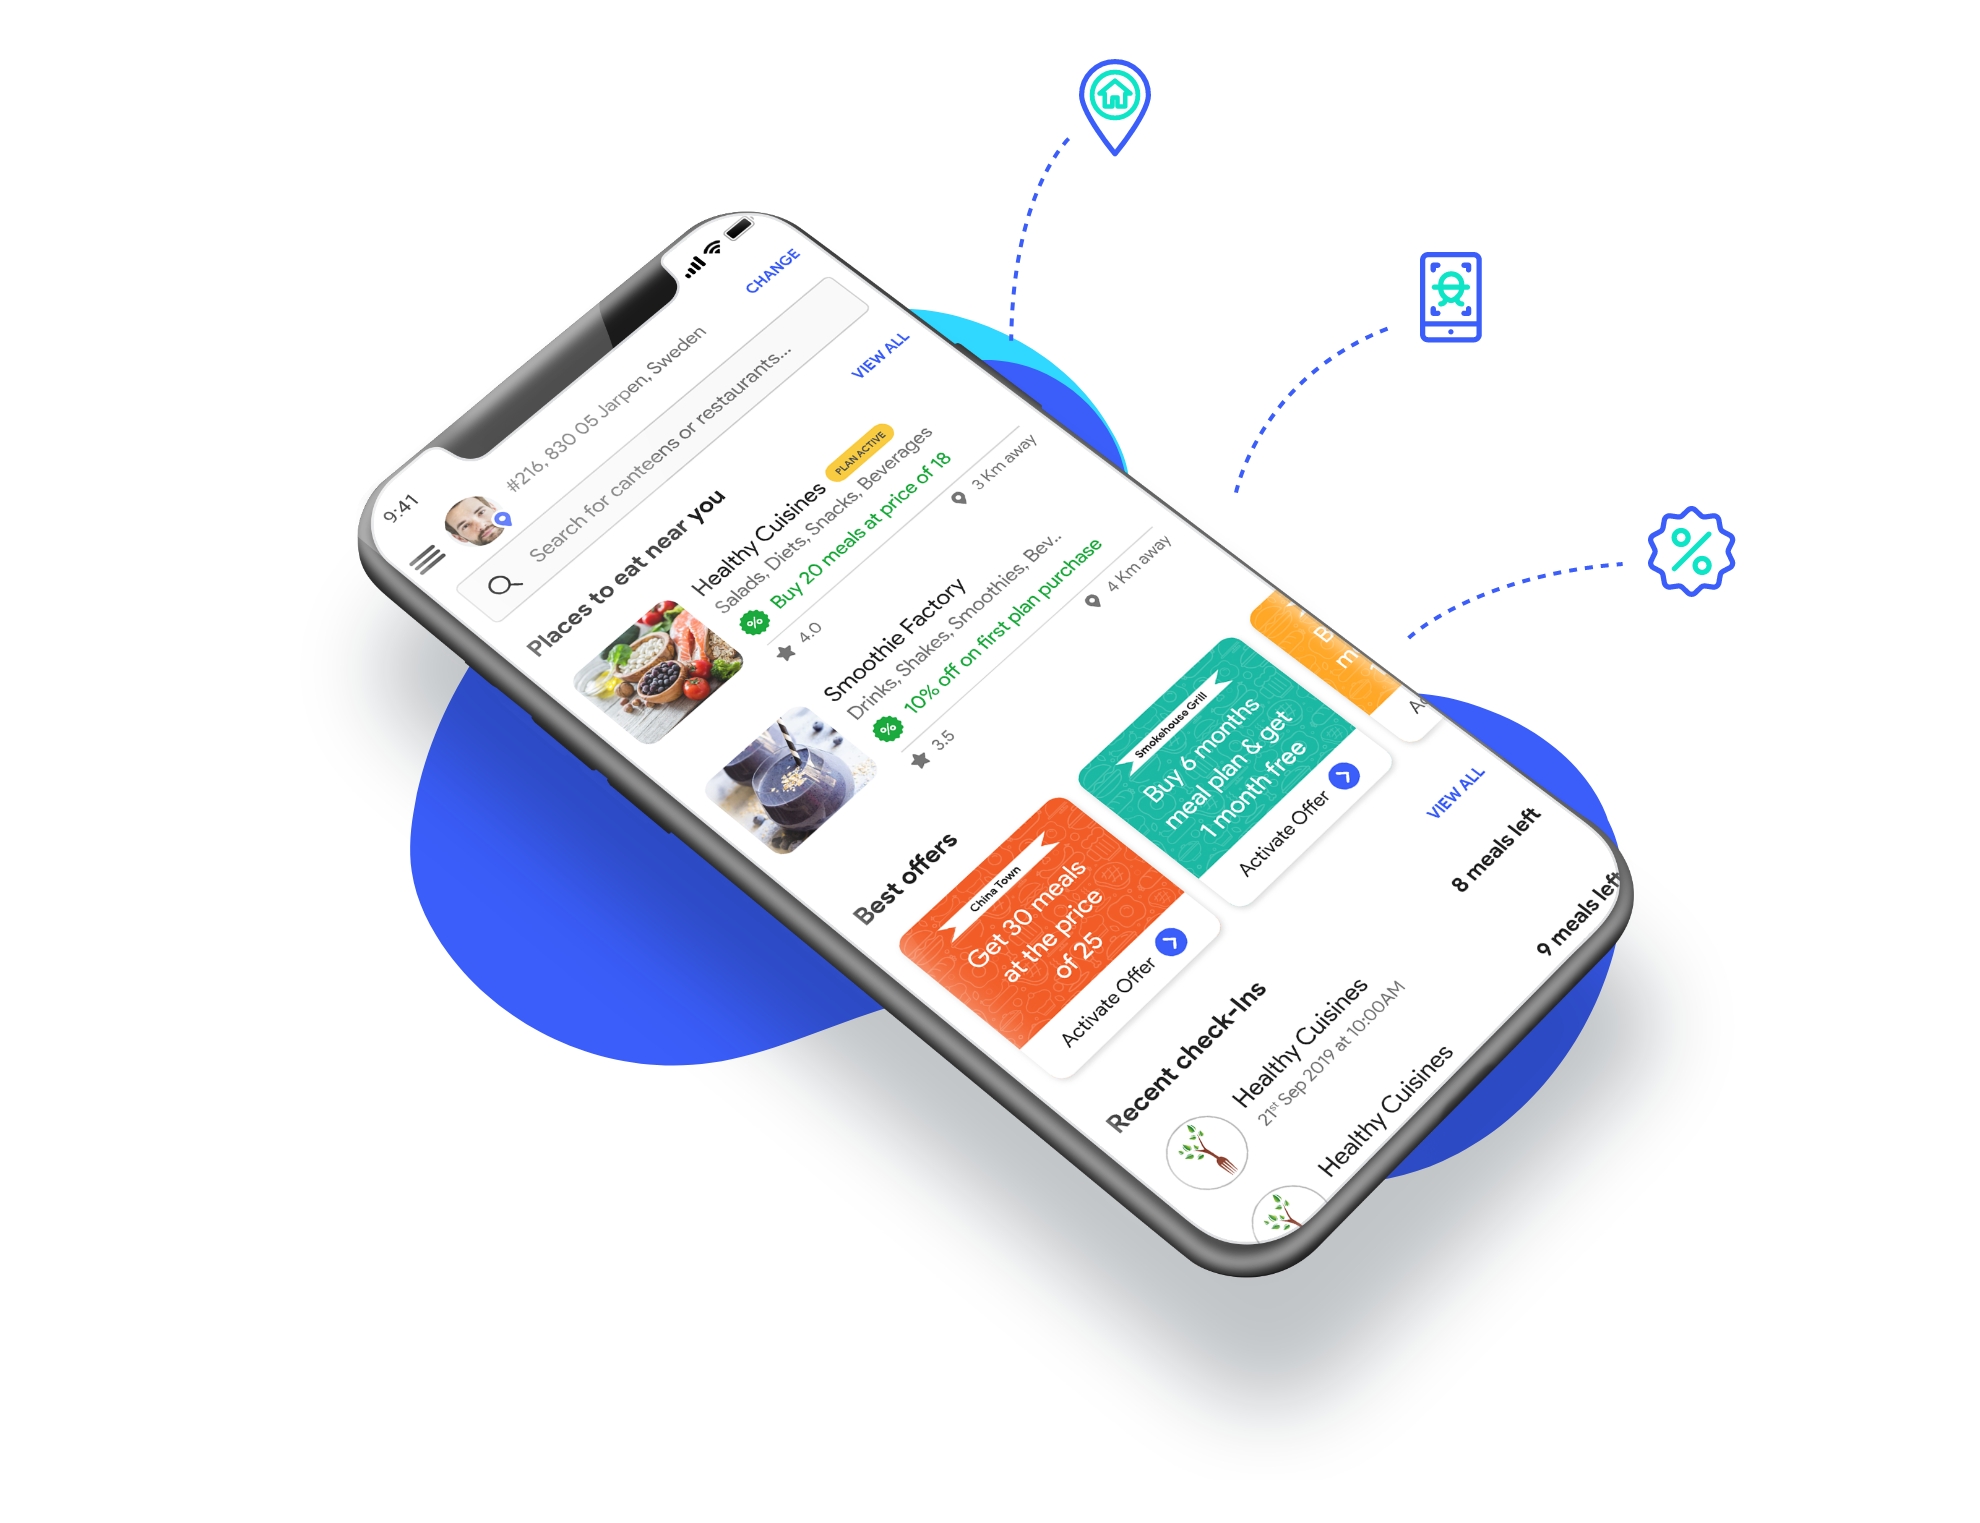 9:41
#216, 830 05 Jarpen, Sweden
CHANGE
Search for canteens or restaurants...
Places to eat near you
VIEW ALL
Healthy Cuisines
PLAN ACTIVE
Salads, Diets, Snacks, Beverages
% Buy 20 meals at price of 18
4.0
3 Km away
Smoothie Factory
Drinks, Shakes, Smoothies, Bev..
% 10% off on first plan purchase
3.5
4 Km away
Best offers
China Town
Get 30 meals
at the price
of 25
Activate Offer
Smokehouse Grill
Buy 6 months
meal plan & get
1 month free
Activate Offer
Recent check-Ins
VIEW ALL
Healthy Cuisines
21st Sep 2019 at 10:00AM
8 meals left
Healthy Cuisines
9 meals left
%